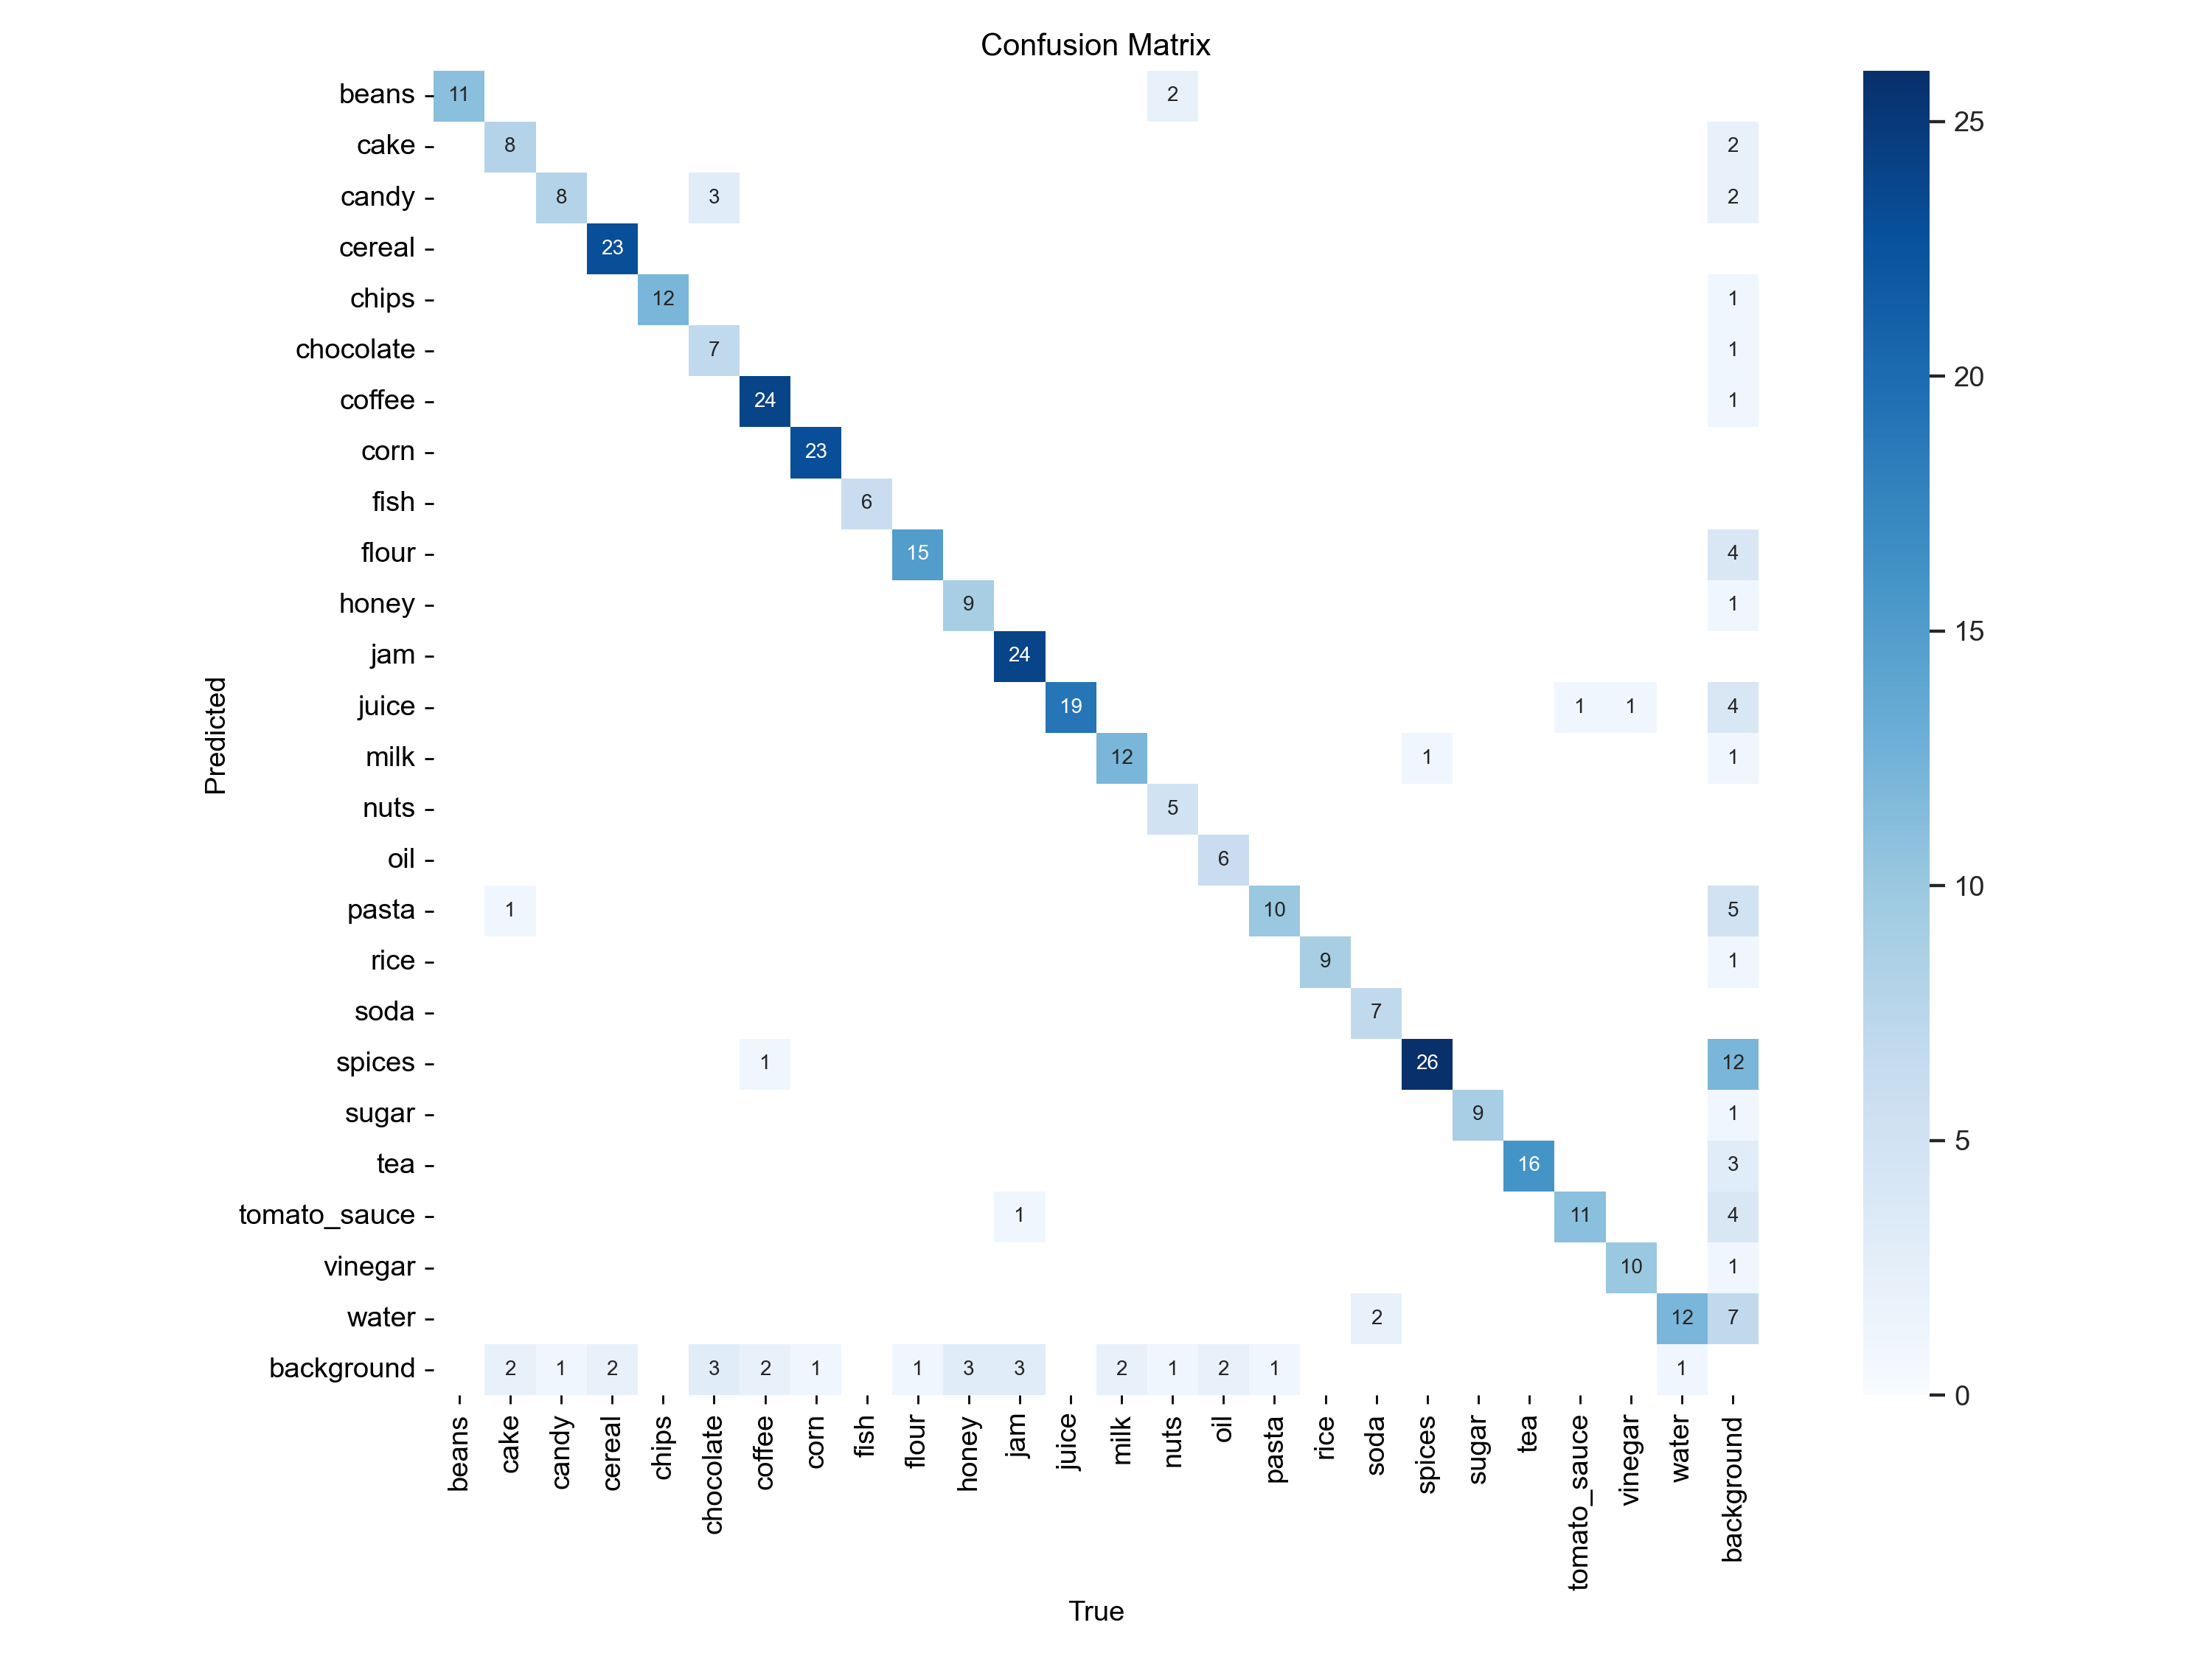 Confusion Matrix
beans 11 2
cake 8 2
candy 8 3 2
cereal 23
chips 12 1
chocolate 7 1
coffee 24 1
corn 23
fish 6
flour 15 4
honey 9 1
jam 24
juice 19 1 1 4
milk 12 1 1
nuts 5
oil 6
pasta 1 10 5
rice 9 1
soda 7
spices 1 26 12
sugar 9 1
tea 16 3
tomato_sauce 1 11 4
vinegar 10 1
water 2 12 7
background 2 1 2 3 2 1 1 3 3 2 1 2 1 1
Predicted
beans
cake
candy
cereal
chips
chocolate
coffee
corn
fish
flour
honey
jam
juice
milk
nuts
oil
pasta
rice
soda
spices
sugar
tea
tomato_sauce
vinegar
water
background
True
25
20
15
10
5
0